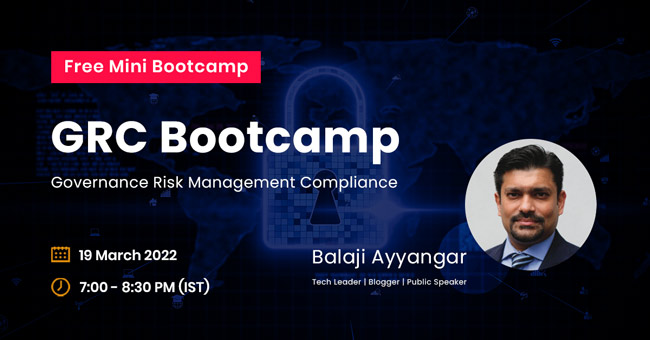 Free Mini Bootcamp
GRC Bootcamp
Governance Risk Management Compliance
19 March 2022
7:00 - 8:30 PM (IST)
Balaji Ayyangar
Tech Leader | Blogger | Public Speaker